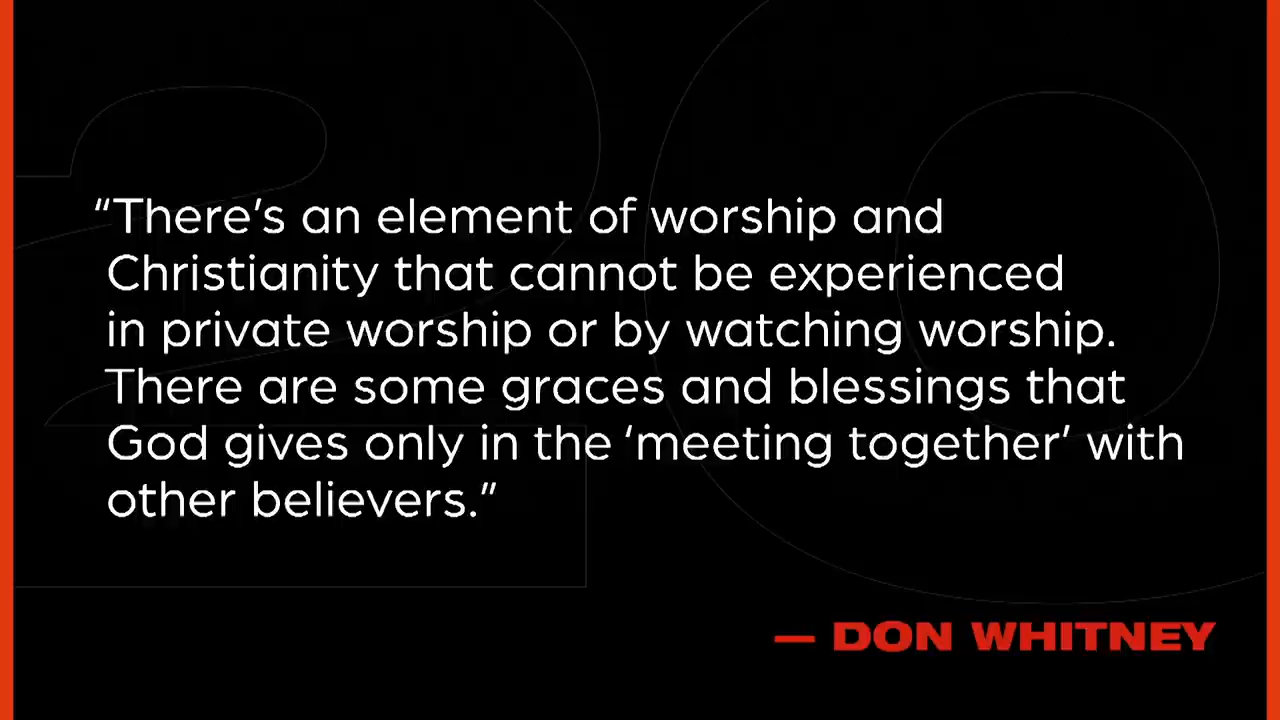 “There’s an element of worship and
Christianity that cannot be experienced
in private worship or by watching worship.
There are some graces and blessings that
God gives only in the ‘meeting together’ with
other believers.”
— DON WHITNEY
20